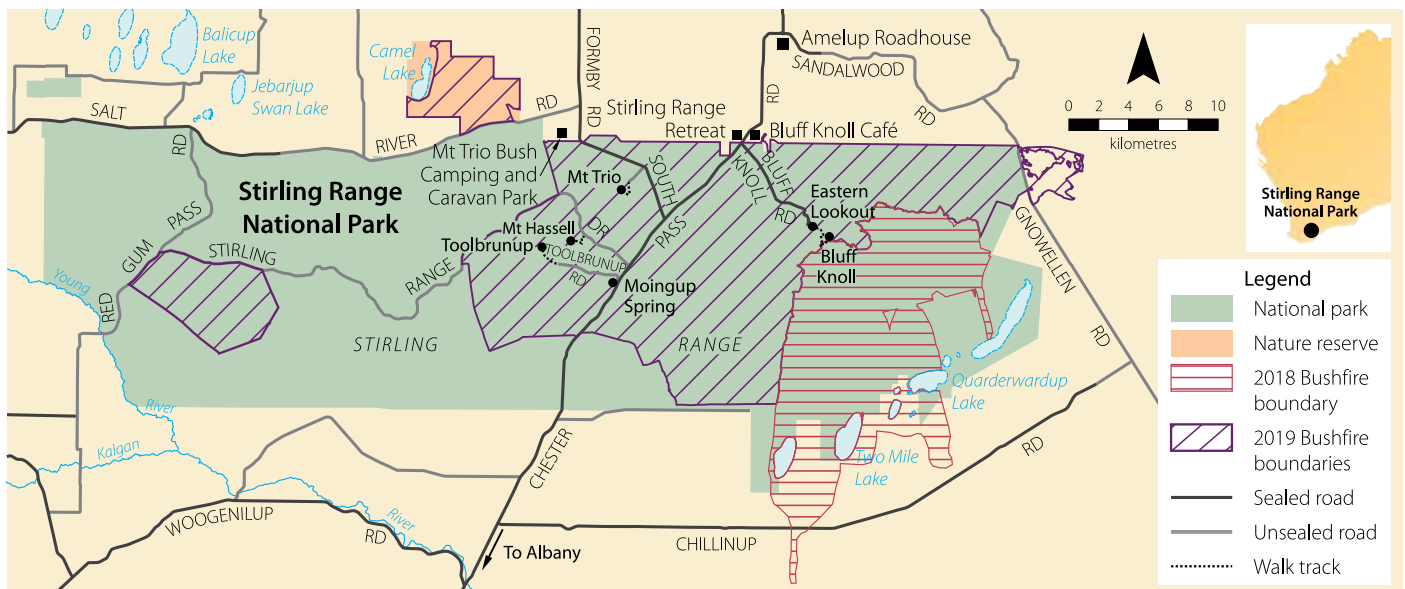 Balicup
Lake
Camel
Lake
Jebarjup
Swan Lake
SALT
RIVER
RD
FORMBY
RD
Amelup Roadhouse
SANDALWOOD
RD
RD
Stirling Range
Retreat
Bluff Knoll Café
Mt Trio Bush
Camping and
Caravan Park
Mt Trio
SOUTH
PASS
KNOLL
BLUFF
RD
Eastern
Lookout
Bluff
Knoll
Stirling Range
National Park
RD
PASS
GUM
RED
STIRLING
RANGE
DR
Mt Hassell
Toolbrunup
TOOLBRUNUP
RD
Moingup
Spring
STIRLING
RANGE
GNOWELLEN
RD
Quarderwardup
Lake
Two Mile
Lake
Young
River
Kalgan
River
WOOGENILUP
RD
CHESTER
To Albany
CHILLINUP
RD
0 2 4 6 8 10
kilometres
Stirling Range
National Park
Legend
National park
Nature reserve
2018 Bushfire
boundary
2019 Bushfire
boundaries
Sealed road
Unsealed road
Walk track